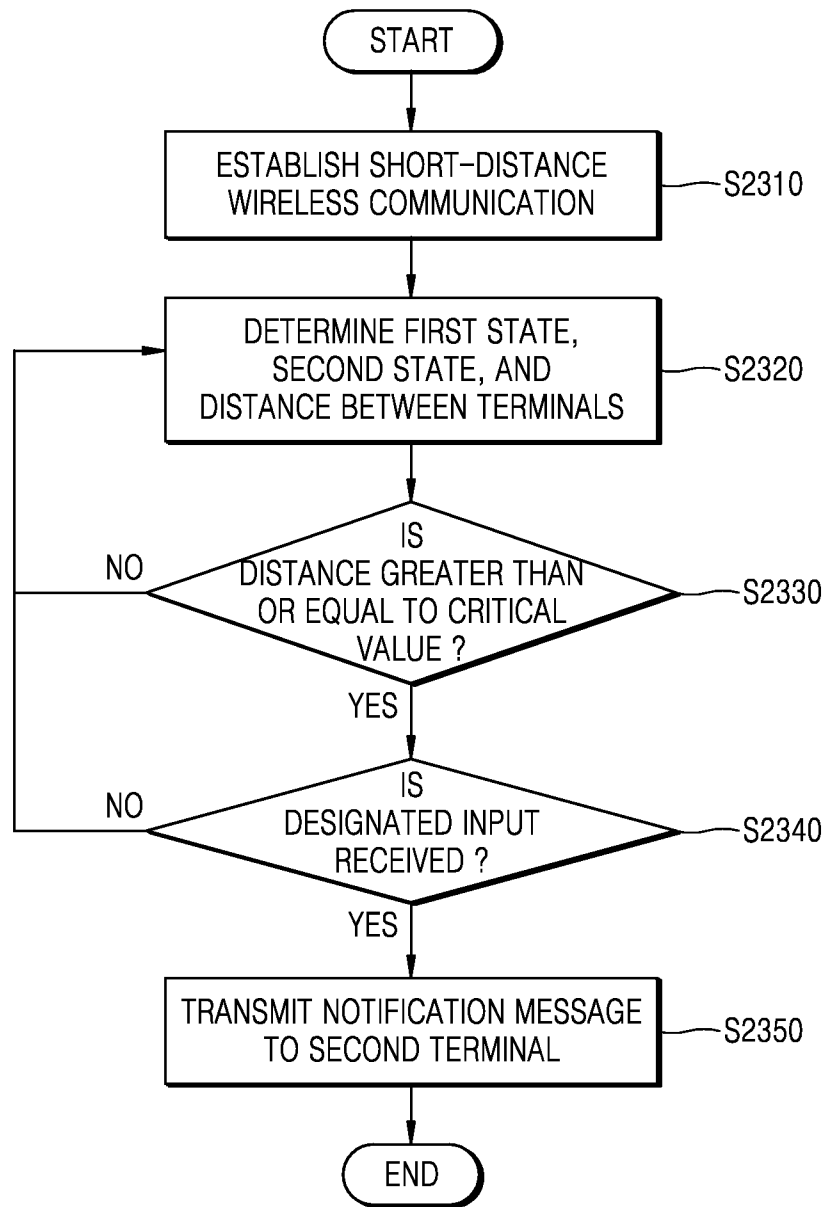 START
ESTABLISH SHORT-DISTANCE
WIRELESS COMMUNICATION
S2310
DETERMINE FIRST STATE,
SECOND STATE, AND
DISTANCE BETWEEN TERMINALS
S2320
IS
DISTANCE GREATER THAN
OR EQUAL TO CRITICAL
VALUE ?
NO
S2330
YES
IS
DESIGNATED INPUT
RECEIVED ?
NO
S2340
YES
TRANSMIT NOTIFICATION MESSAGE
TO SECOND TERMINAL
S2350
END